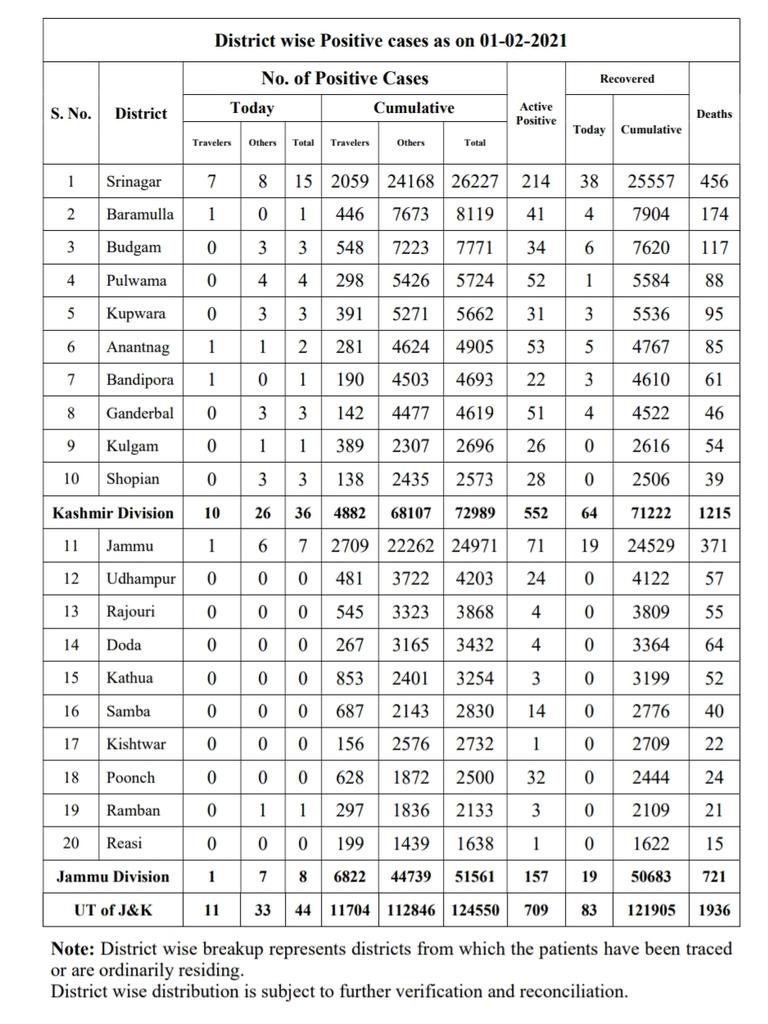 District wise Positive cases as on 01-02-2021
S. No. District No. of Positive Cases Active Positive Recovered Deaths
Today Cumulative Today Cumulative
Travelers Others Total Travelers Others Total
1 Srinagar 7 8 15 2059 24168 26227 214 38 25557 456
2 Baramulla 1 0 1 446 7673 8119 41 4 7904 174
3 Budgam 0 3 3 548 7223 7771 34 6 7620 117
4 Pulwama 0 4 4 298 5426 5724 52 1 5584 88
5 Kupwara 0 3 3 391 5271 5662 31 3 5536 95
6 Anantnag 1 1 2 281 4624 4905 53 5 4767 85
7 Bandipora 1 0 1 190 4503 4693 22 3 4610 61
8 Ganderbal 0 3 3 142 4477 4619 51 4 4522 46
9 Kulgam 0 1 1 389 2307 2696 26 0 2616 54
10 Shopian 0 3 3 138 2435 2573 28 0 2506 39
Kashmir Division 10 26 36 4882 68107 72989 552 64 71222 1215
11 Jammu 1 6 7 2709 22262 24971 71 19 24529 371
12 Udhampur 0 0 0 481 3722 4203 24 0 4122 57
13 Rajouri 0 0 0 545 3323 3868 4 0 3809 55
14 Doda 0 0 0 267 3165 3432 4 0 3364 64
15 Kathua 0 0 0 853 2401 3254 3 0 3199 52
16 Samba 0 0 0 687 2143 2830 14 0 2776 40
17 Kishtwar 0 0 0 156 2576 2732 1 0 2709 22
18 Poonch 0 0 0 628 1872 2500 32 0 2444 24
19 Ramban 0 1 1 297 1836 2133 3 0 2109 21
20 Reasi 0 0 0 199 1439 1638 1 0 1622 15
Jammu Division 1 7 8 6822 44739 51561 157 19 50683 721
UT of J&K 11 33 44 11704 112846 124550 709 83 121905 1936
Note: District wise breakup represents districts from which the patients have been traced
or are ordinarily residing.
District wise distribution is subject to further verification and reconciliation.